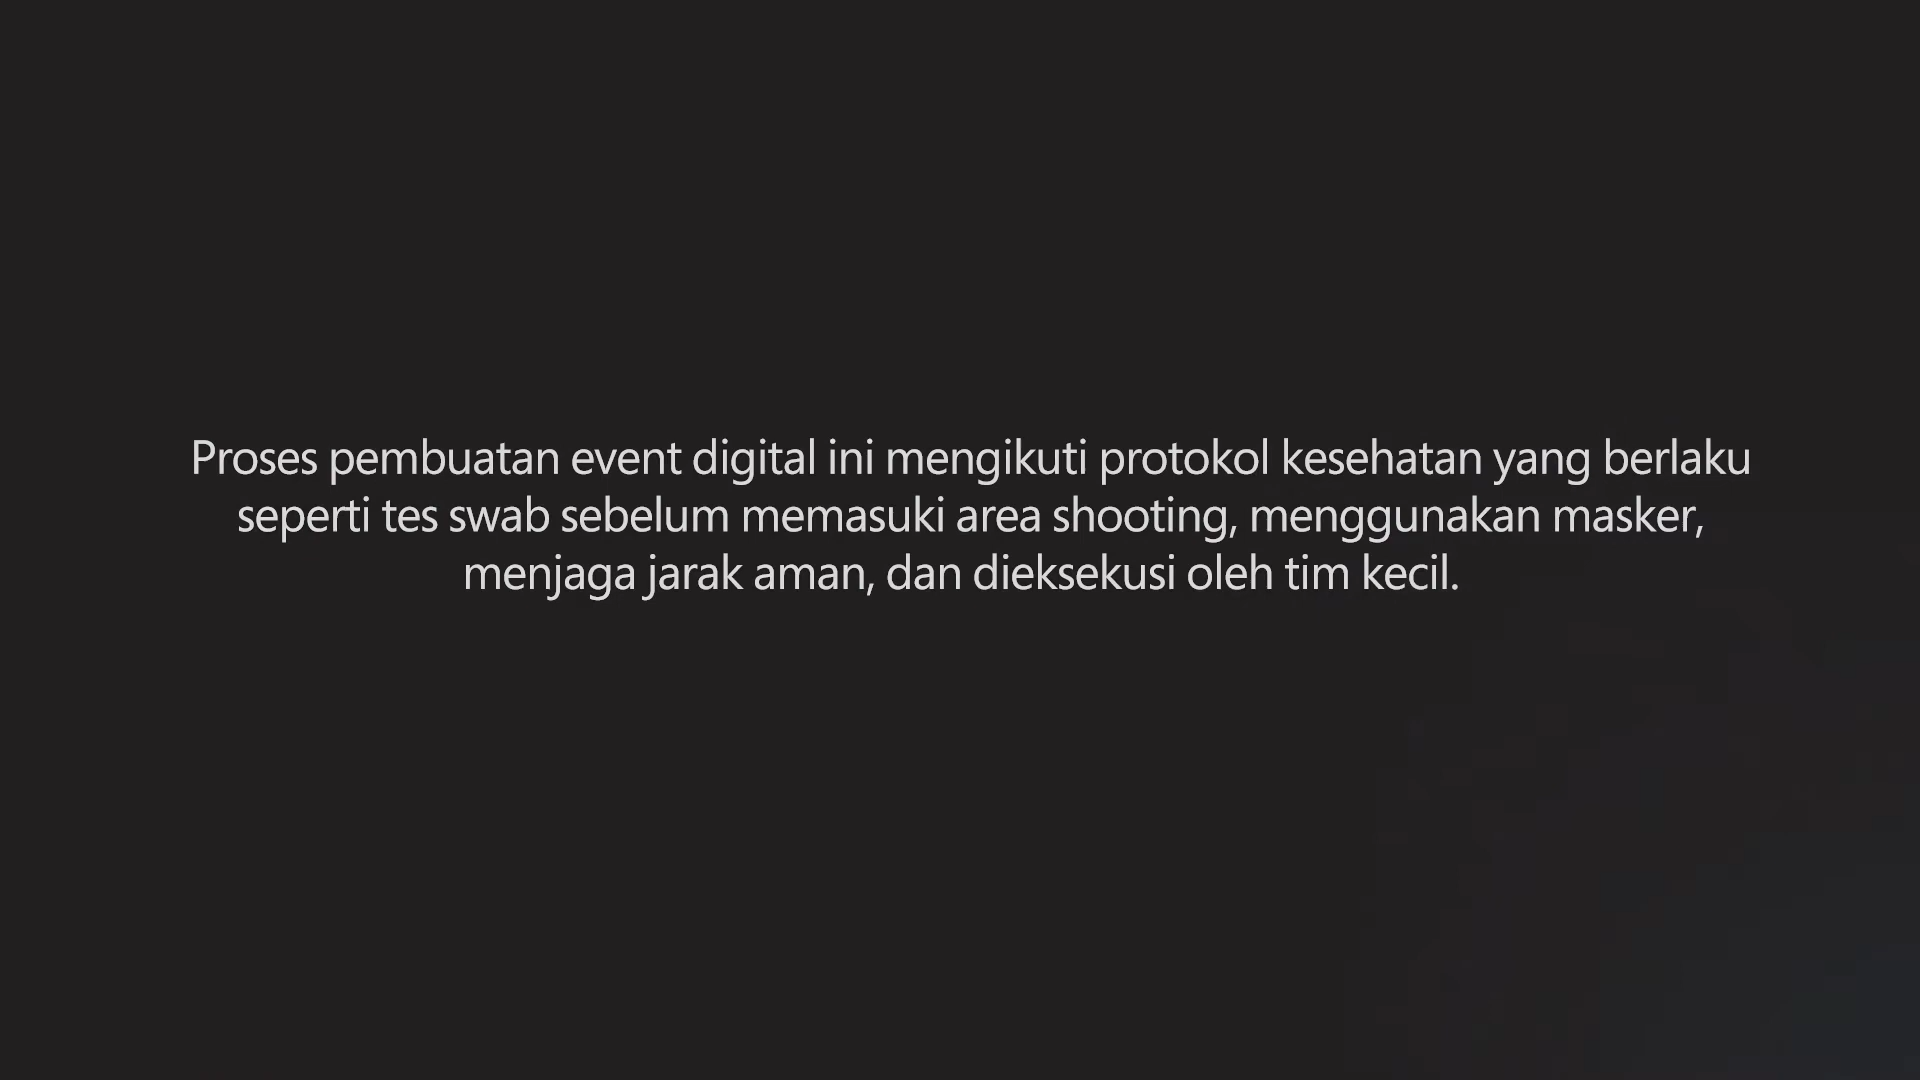 Proses pembuatan event digital ini mengikuti protokol kesehatan yang berlaku
seperti tes swab sebelum memasuki area shooting, menggunakan masker,
menjaga jarak aman, dan dieksekusi oleh tim kecil.